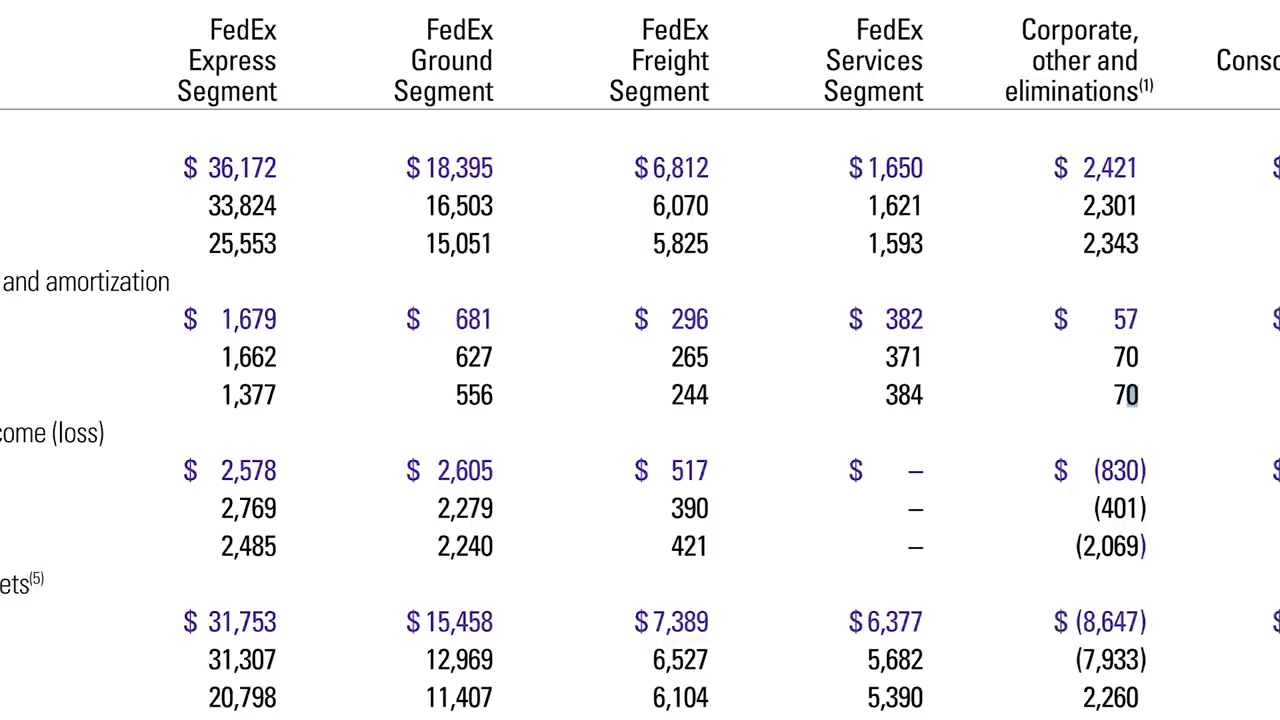 FedEx FedEx FedEx FedEx Corporate,
Express Ground Freight Services other and
Segment Segment Segment Segment eliminations(1)
$ 36,172 $ 18,395 $ 6,812 $ 1,650 $ 2,421 $
33,824 16,503 6,070 1,621 2,301
25,553 15,051 5,825 1,593 2,343
and amortization
$ 1,679 $ 681 $ 296 $ 382 $ 57 $
1,662 627 265 371 70
1,377 556 244 384 70
come (loss)
$ 2,578 $ 2,605 $ 517 $ – $ (830) $
2,769 2,279 390 – (401)
2,485 2,240 421 – (2,069)
ets(5)
$ 31,753 $ 15,458 $ 7,389 $ 6,377 $ (8,647) $
31,307 12,969 6,527 5,682 (7,933)
20,798 11,407 6,104 5,390 2,260